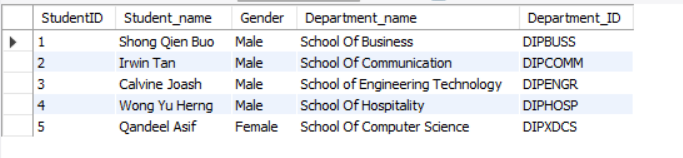 StudentID Student_name Gender Department_name Department_ID
1 Shong Qien Buo Male School Of Business DIPBUSS
2 Irwin Tan Male School Of Communication DIPCOMM
3 Calvine Joash Male School of Engineering Technology DIPENGR
4 Wong Yu Herng Male School Of Hospitality DIPHOSP
5 Qandeel Asif Female School Of Computer Science DIPXDCS